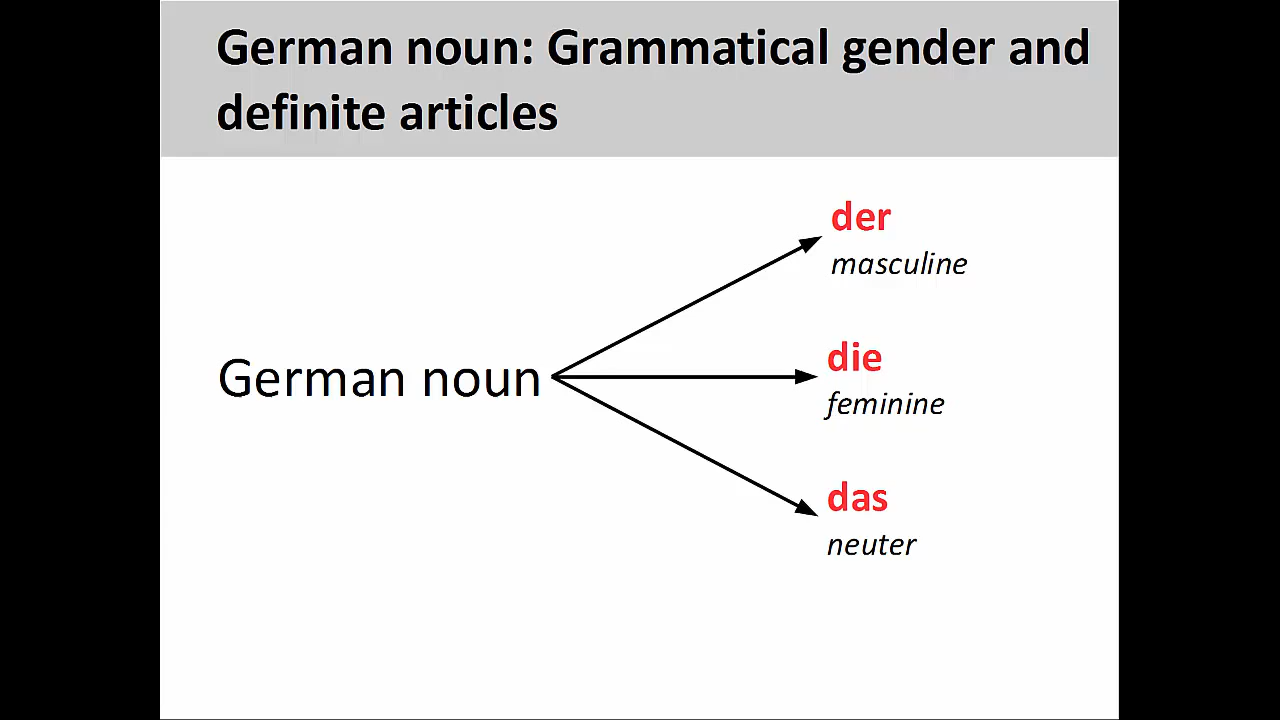 German noun: Grammatical gender and
definite articles
der
masculine
German noun
die
feminine
das
neuter